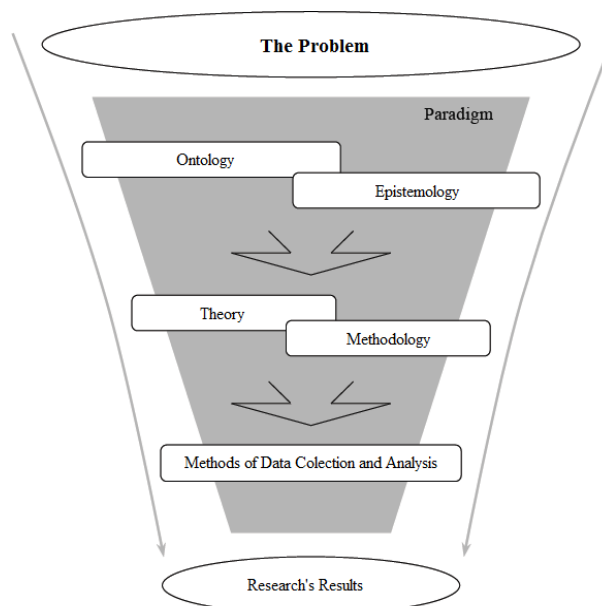 The Problem
Paradigm
Ontology
Epistemology
Theory
Methodology
Methods of Data Colection and Analysis
Research's Results